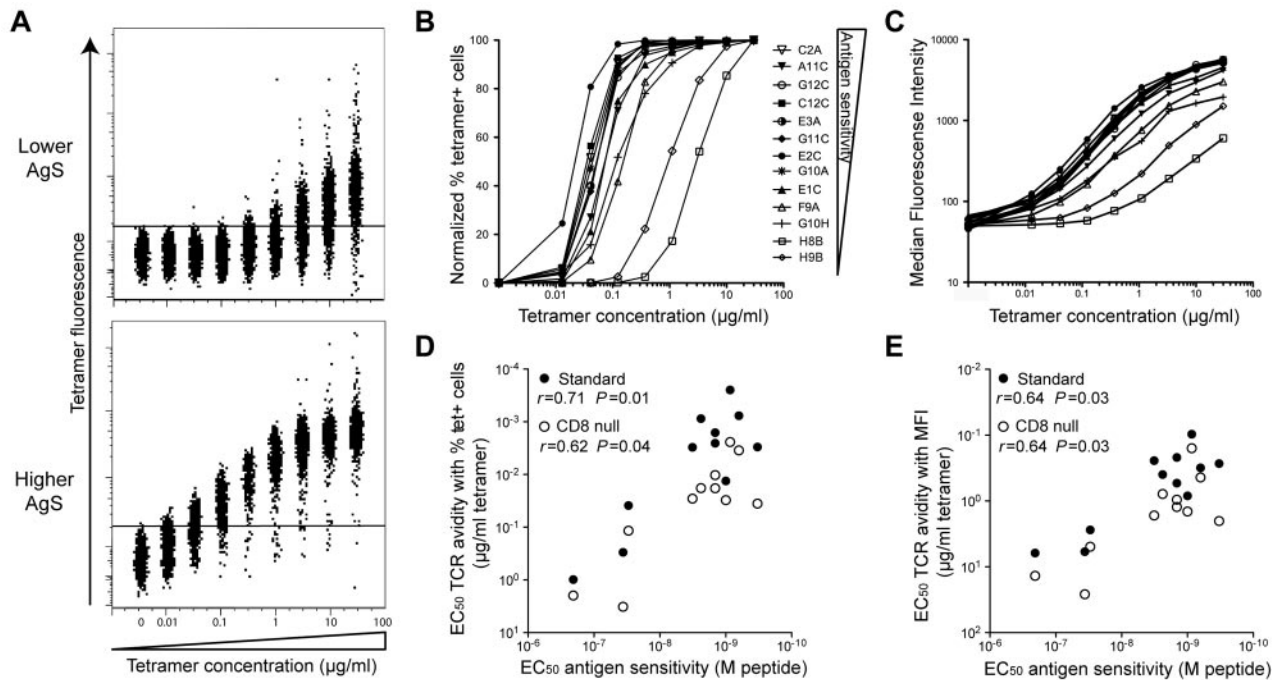 A
Tetramer fluorescence
Lower
AgS
Higher
AgS
0 0.01 0.1 1 10 100
Tetramer concentration (µg/ml)
B
Normalized % tetramer+ cells
100
80
60
40
20
0
0.01 0.1 1 10 100
Tetramer concentration (µg/ml)
C2A
A11C
G12C
C12C
E3A
G11C
E2C
G10A
E1C
F9A
G10H
H8B
H9B
Antigen sensitivity
C
Median Fluorescense Intensity
10000
1000
100
10
0.01 0.1 1 10 100
Tetramer concentration (µg/ml)
D
EC50 TCR avidity with % tet+ cells
(µg/ml tetramer)
10-4
10-3
10-2
10-1
100
101
Standard
r=0.71 P=0.01
CD8 null
r=0.62 P=0.04
10-6 10-7 10-8 10-9 10-10
EC50 antigen sensitivity (M peptide)
E
EC50 TCR avidity with MFI
(µg/ml tetramer)
10-2
10-1
100
101
102
Standard
r=0.64 P=0.03
CD8 null
r=0.64 P=0.03
10-6 10-7 10-8 10-9 10-10
EC50 antigen sensitivity (M peptide)